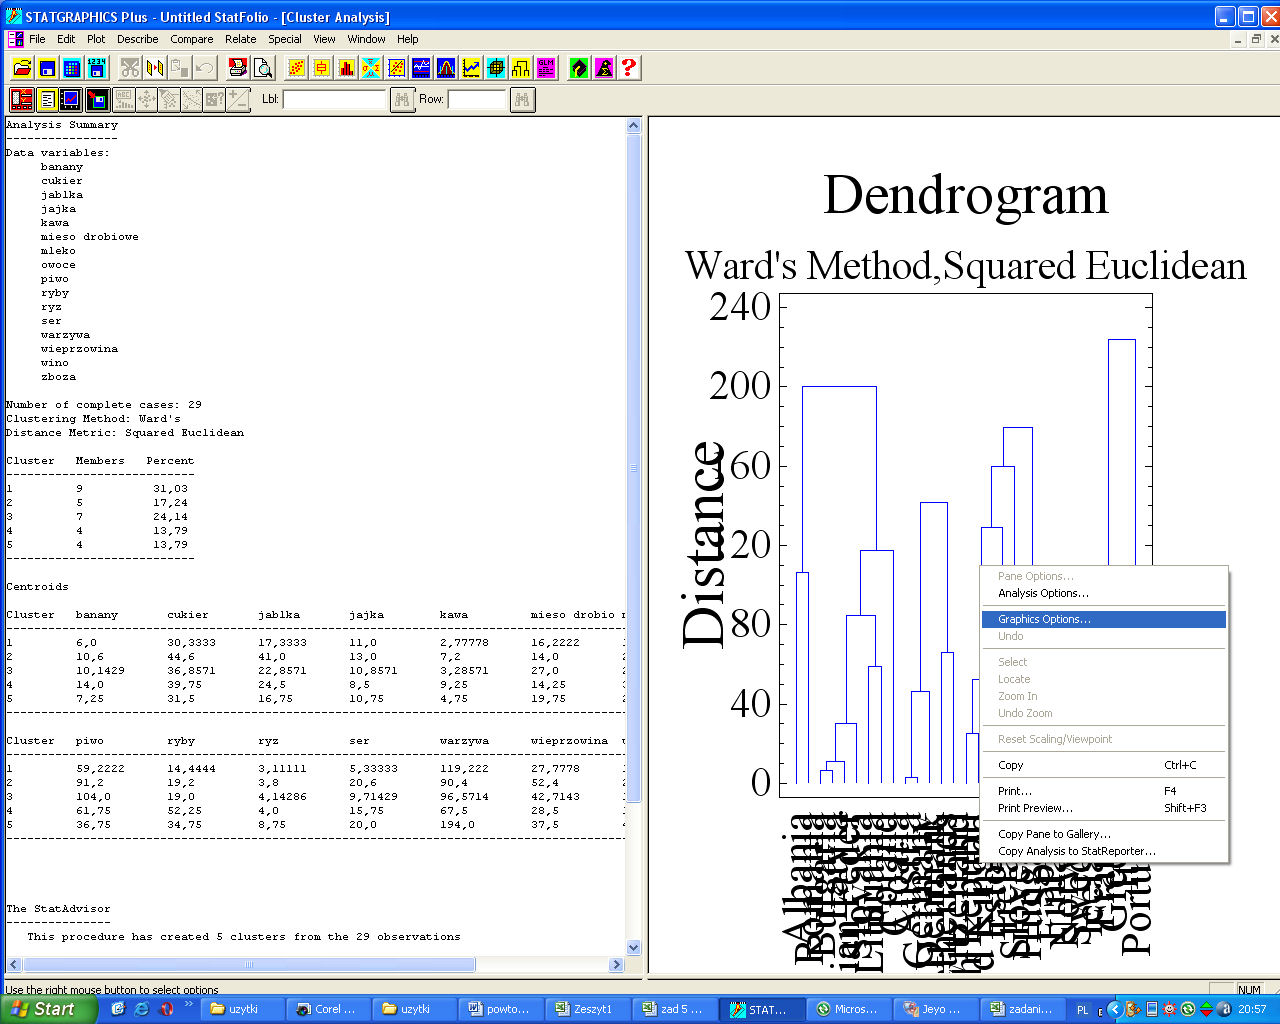 STATGRAPHICS Plus - Untitled StatFolio - [Cluster Analysis]
File Edit Plot Describe Compare Relate Special View Window Help
1234
GLM
Lbl: Row:
Analysis Summary
Data variables:
banany
cukier
jablka
jajka
kawa
mieso drobiowe
mleko
owoce
piwo
ryby
ryz
ser
warzywa
wieprzowina
wino
zboza
Number of complete cases: 29
Clustering Method: Ward's
Distance Metric: Squared Euclidean
Cluster Members Percent
1 9 31,03
2 5 17,24
3 7 24,14
4 4 13,79
5 4 13,79
Centroids
Cluster banany cukier jablka jajka kawa mieso drobio
1 6,0 30,3333 17,3333 11,0 2,77778 16,2222
2 10,6 44,6 41,0 13,0 7,2 14,0
3 10,1429 36,8571 22,8571 10,8571 3,28571 27,0
4 14,0 39,75 24,5 8,5 9,25 14,25
5 7,25 31,5 16,75 10,75 4,75 19,75
Cluster piwo ryby ryz ser warzywa wieprzowina
1 59,2222 14,4444 3,11111 5,33333 119,222 27,7778
2 91,2 19,2 3,8 20,6 90,4 52,4
3 104,0 19,0 4,14286 9,71429 96,5714 42,7143
4 61,75 52,25 4,0 15,75 67,5 28,5
5 36,75 34,75 8,75 20,0 194,0 37,5
The StatAdvisor
This procedure has created 5 clusters from the 29 observations
Dendrogram
Ward's Method,Squared Euclidean
Distance
240
200
160
120
80
40
0
Albania
Pane Options...
Analysis Options...
Graphics Options...
Undo
Select
Locate
Zoom In
Undo Zoom
Reset Scaling/Viewpoint
Copy Ctrl+C
Print... F4
Print Preview... Shift+F3
Copy Pane to Gallery...
Copy Analysis to StatReporter...
Use the right mouse button to select options
NUM
Start
uzytki
Corel ...
uzytki
powto...
Zeszyt1
zad 5 ...
STAT...
Micros...
Jeyo ...
zadani...
PL
20:57